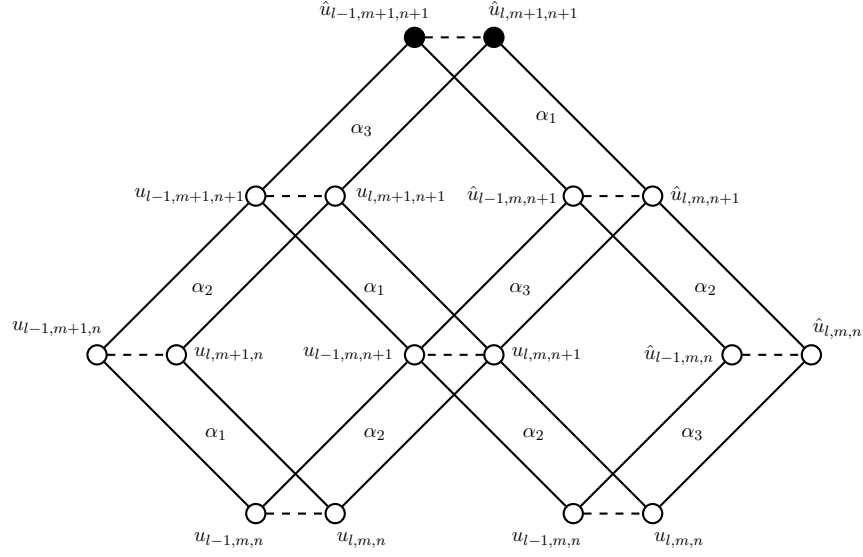 û_{l−1,m+1,n+1} û_{l,m+1,n+1}
α_3 α_1
u_{l−1,m+1,n+1} u_{l,m+1,n+1} û_{l−1,m,n+1} û_{l,m,n+1}
α_2 α_1 α_3 α_2
u_{l−1,m+1,n} u_{l,m+1,n} u_{l−1,m,n+1} u_{l,m,n+1} û_{l−1,m,n} û_{l,m,n}
α_1 α_2 α_2 α_3
u_{l−1,m,n} u_{l,m,n} u_{l−1,m,n} u_{l,m,n}